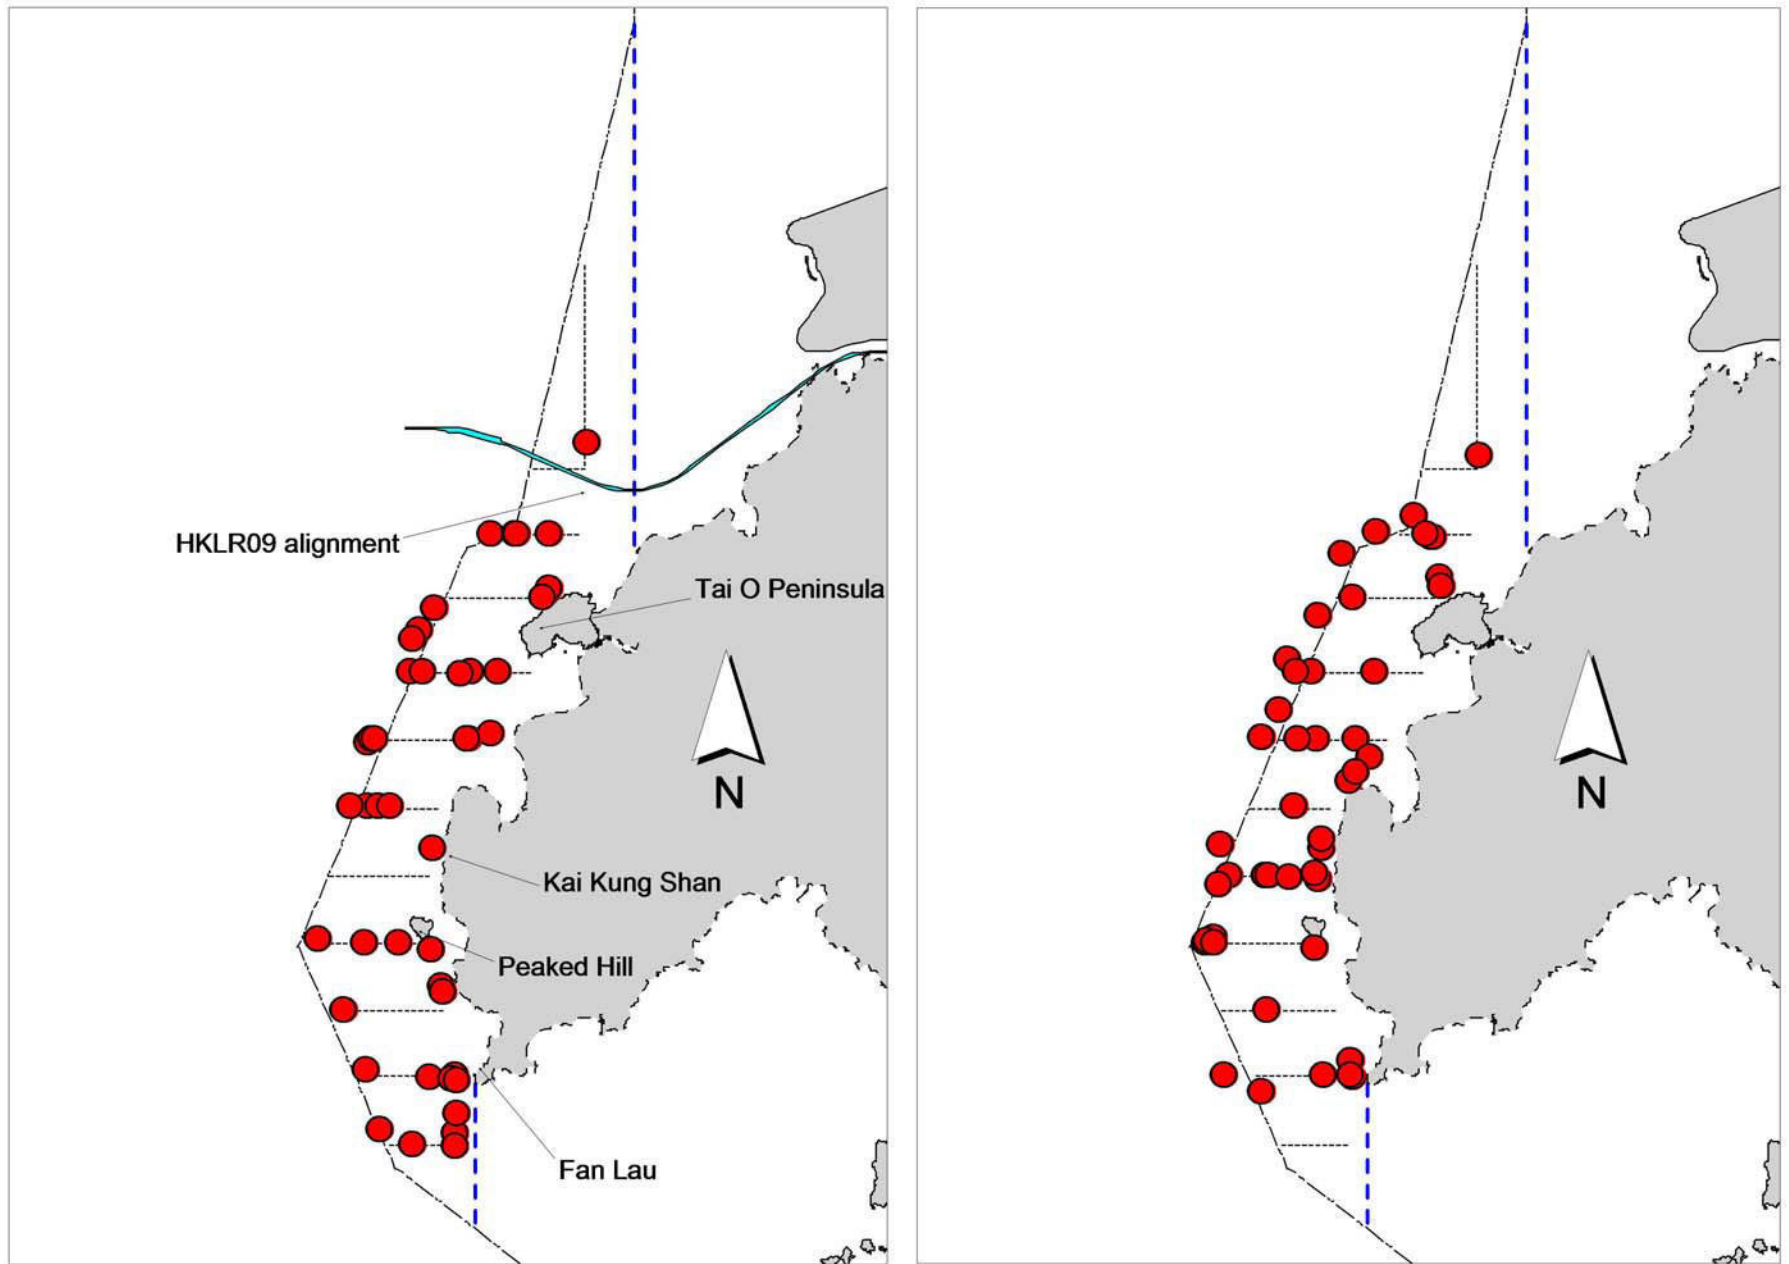 HKLR09 alignment
Tai O Peninsula
N
N
Kai Kung Shan
Peaked Hill
Fan Lau